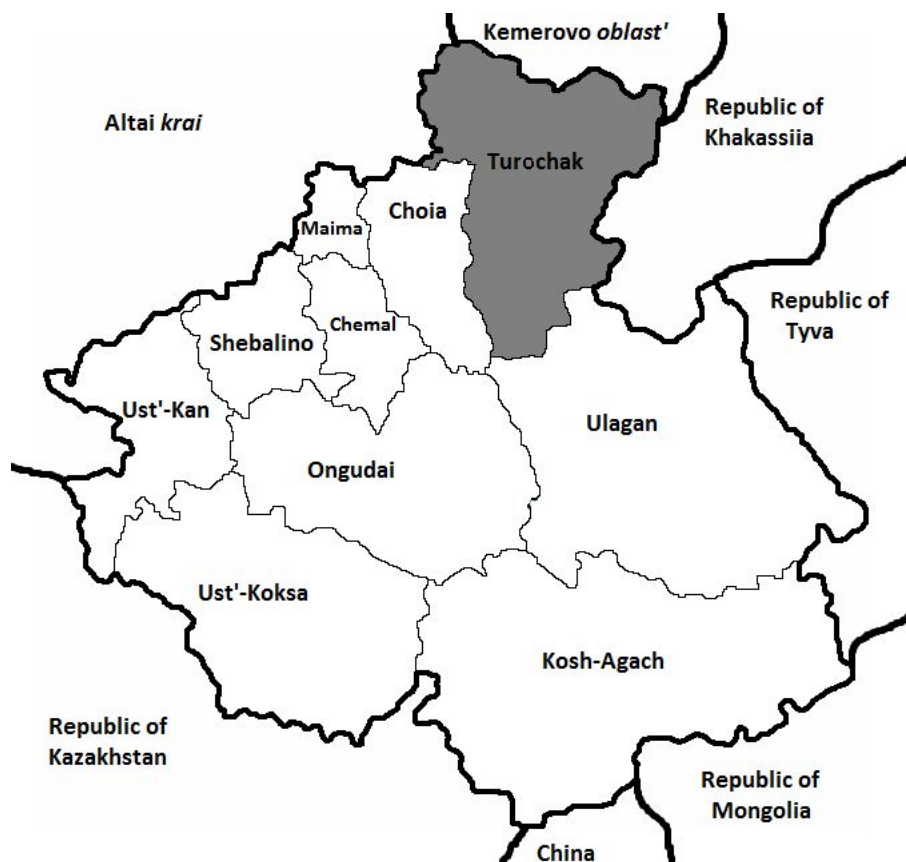 Kemerovo oblast'
Altai krai
Republic of
Khakassiia
Turochak
Choia
Maima
Republic of
Tyva
Chemal
Shebalino
Ust'-Kan
Ulagan
Ongudai
Ust'-Koksa
Kosh-Agach
Republic of
Kazakhstan
Republic of
Mongolia
China